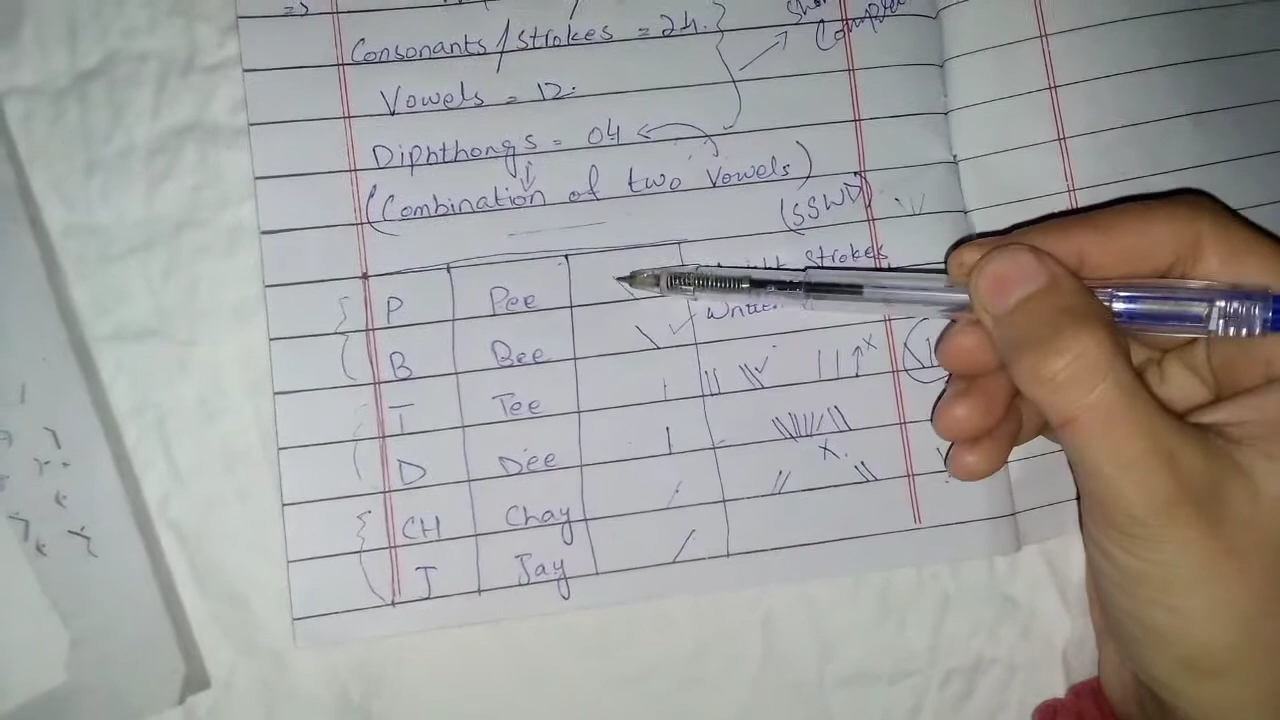 Consonants/strokes = 24.
Vowels = 12.
Diphthongs = 04
(Combination of two vowels)
(SSWD)
Strokes
P Pee
B Bee
T Tee
D Dee
CH Chay
J Jay